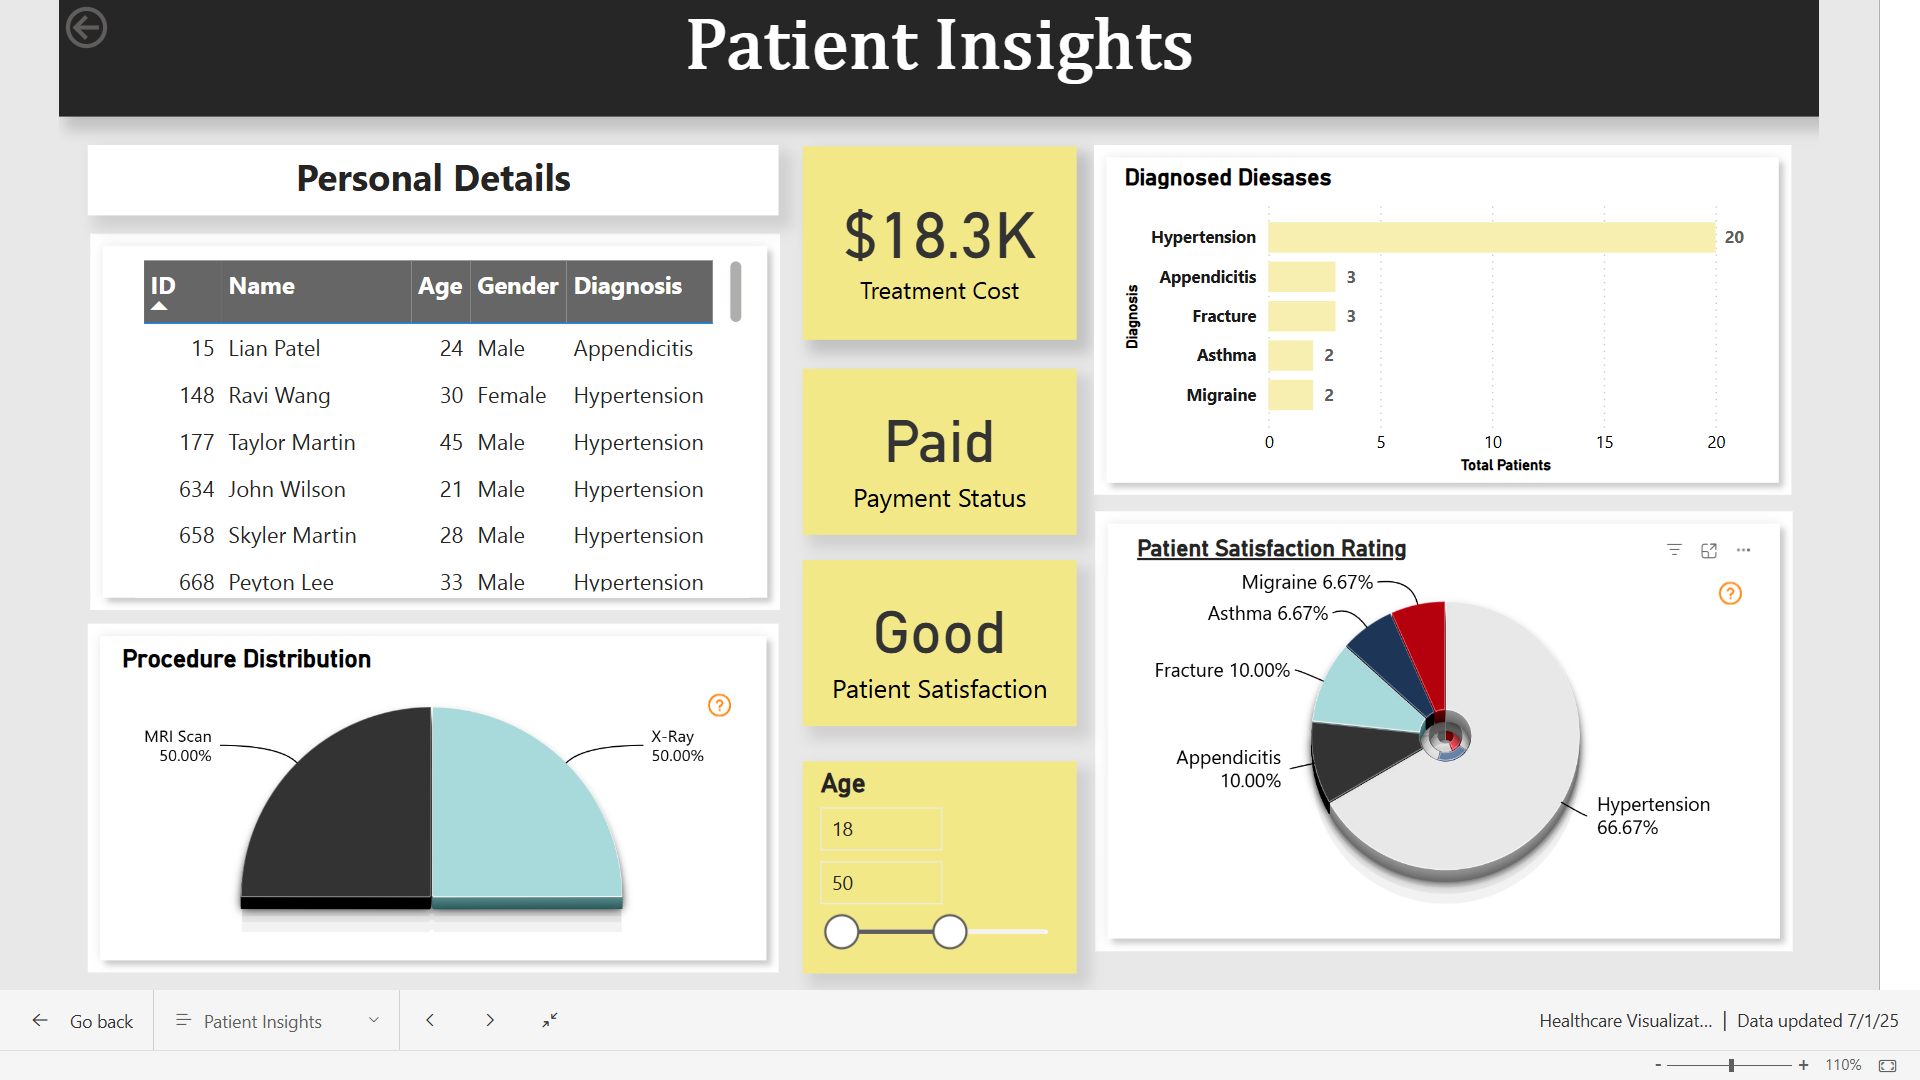 Patient Insights
Personal Details
ID Name Age Gender Diagnosis
15 Lian Patel 24 Male Appendicitis
148 Ravi Wang 30 Female Hypertension
177 Taylor Martin 45 Male Hypertension
634 John Wilson 21 Male Hypertension
658 Skyler Martin 28 Male Hypertension
668 Peyton Lee 33 Male Hypertension
Procedure Distribution
?
MRI Scan
50.00%
X-Ray
50.00%
$18.3K
Treatment Cost
Paid
Payment Status
Good
Patient Satisfaction
Age
18
50
Diagnosed Diesases
Diagnosis
Hypertension 20
Appendicitis 3
Fracture 3
Asthma 2
Migraine 2
0 5 10 15 20
Total Patients
Patient Satisfaction Rating
?
Migraine 6.67%
Asthma 6.67%
Fracture 10.00%
Appendicitis
10.00%
Hypertension
66.67%
Go back
Patient Insights
Healthcare Visualizat... | Data updated 7/1/25
- + 110%